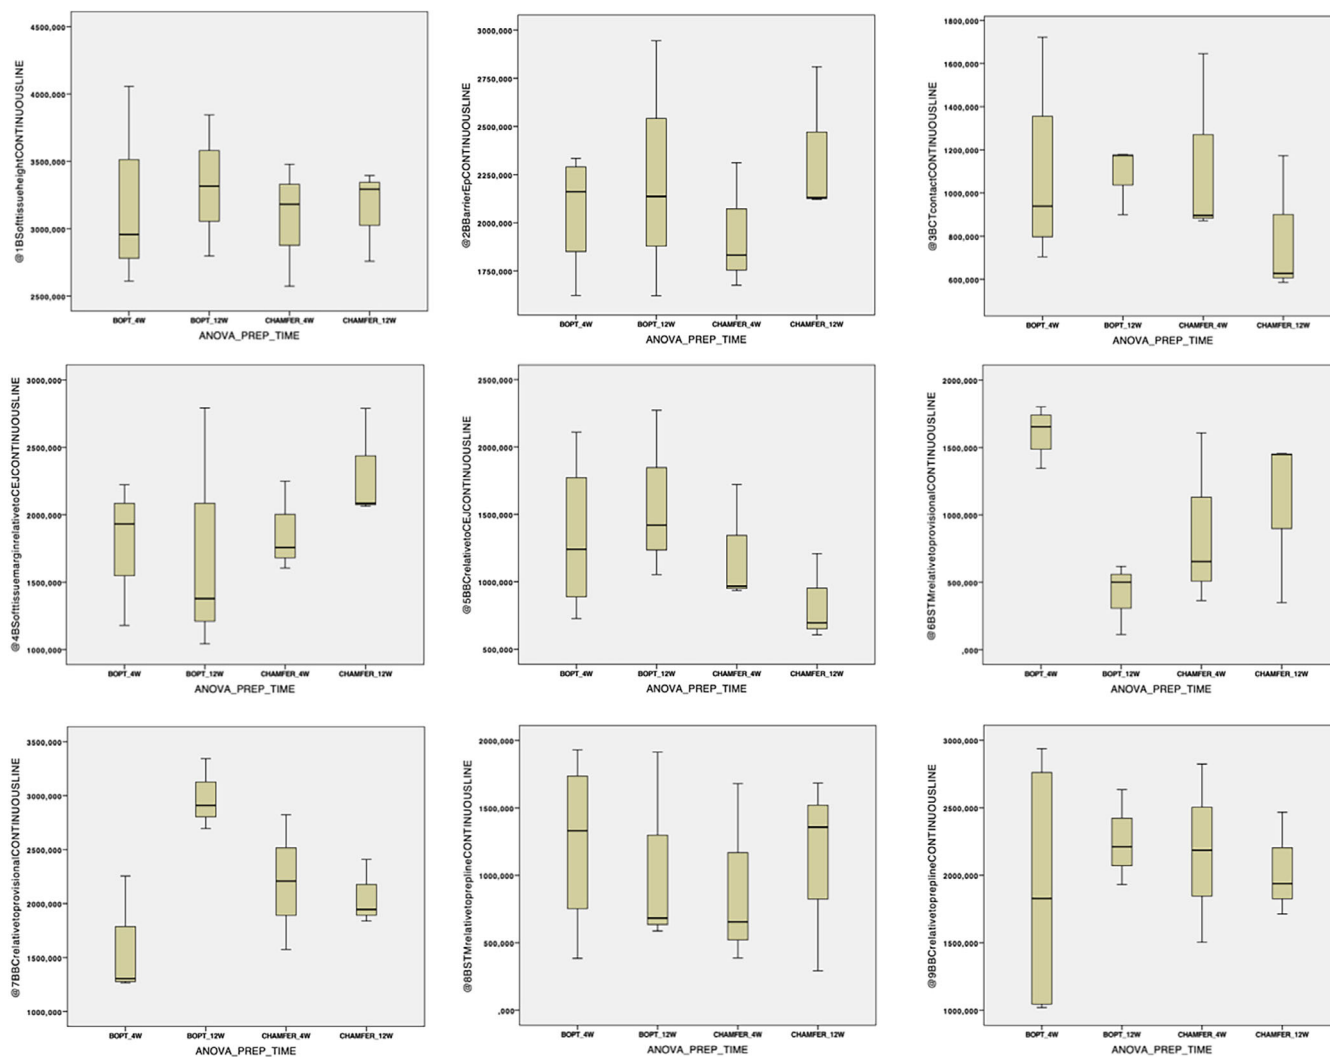 @1BSofttissueheightCONTINUOUSLINE
4500,000
4000,000
3500,000
3000,000
2500,000
BOPT_4W BOPT_12W CHAMFER_4W CHAMFER_12W
ANOVA_PREP_TIME
@2BBarrierEpCONTINUOUSLINE
3000,000
2750,000
2500,000
2250,000
2000,000
1750,000
BOPT_4W BOPT_12W CHAMFER_4W CHAMFER_12W
ANOVA_PREP_TIME
@3BCTcontactCONTINUOUSLINE
1800,000
1600,000
1400,000
1200,000
1000,000
800,000
600,000
BOPT_4W BOPT_12W CHAMFER_4W CHAMFER_12W
ANOVA_PREP_TIME
@4BSofttissuemarginrelativetoCEJCONTINUOUSLINE
3000,000
2500,000
2000,000
1500,000
1000,000
BOPT_4W BOPT_12W CHAMFER_4W CHAMFER_12W
ANOVA_PREP_TIME
@5BBCrelativetoCEJCONTINUOUSLINE
2500,000
2000,000
1500,000
1000,000
500,000
BOPT_4W BOPT_12W CHAMFER_4W CHAMFER_12W
ANOVA_PREP_TIME
@6BSTMrelativetoprovisionalCONTINUOUSLINE
2000,000
1500,000
1000,000
500,000
,000
BOPT_4W BOPT_12W CHAMFER_4W CHAMFER_12W
ANOVA_PREP_TIME
@7BBCrelativetoprovisionalCONTINUOUSLINE
3500,000
3000,000
2500,000
2000,000
1500,000
1000,000
BOPT_4W BOPT_12W CHAMFER_4W CHAMFER_12W
ANOVA_PREP_TIME
@8BSTMrelativetopreplineCONTINUOUSLINE
2000,000
1500,000
1000,000
500,000
,000
BOPT_4W BOPT_12W CHAMFER_4W CHAMFER_12W
ANOVA_PREP_TIME
@9BBCrelativetopreplineCONTINUOUSLINE
3000,000
2500,000
2000,000
1500,000
1000,000
BOPT_4W BOPT_12W CHAMFER_4W CHAMFER_12W
ANOVA_PREP_TIME